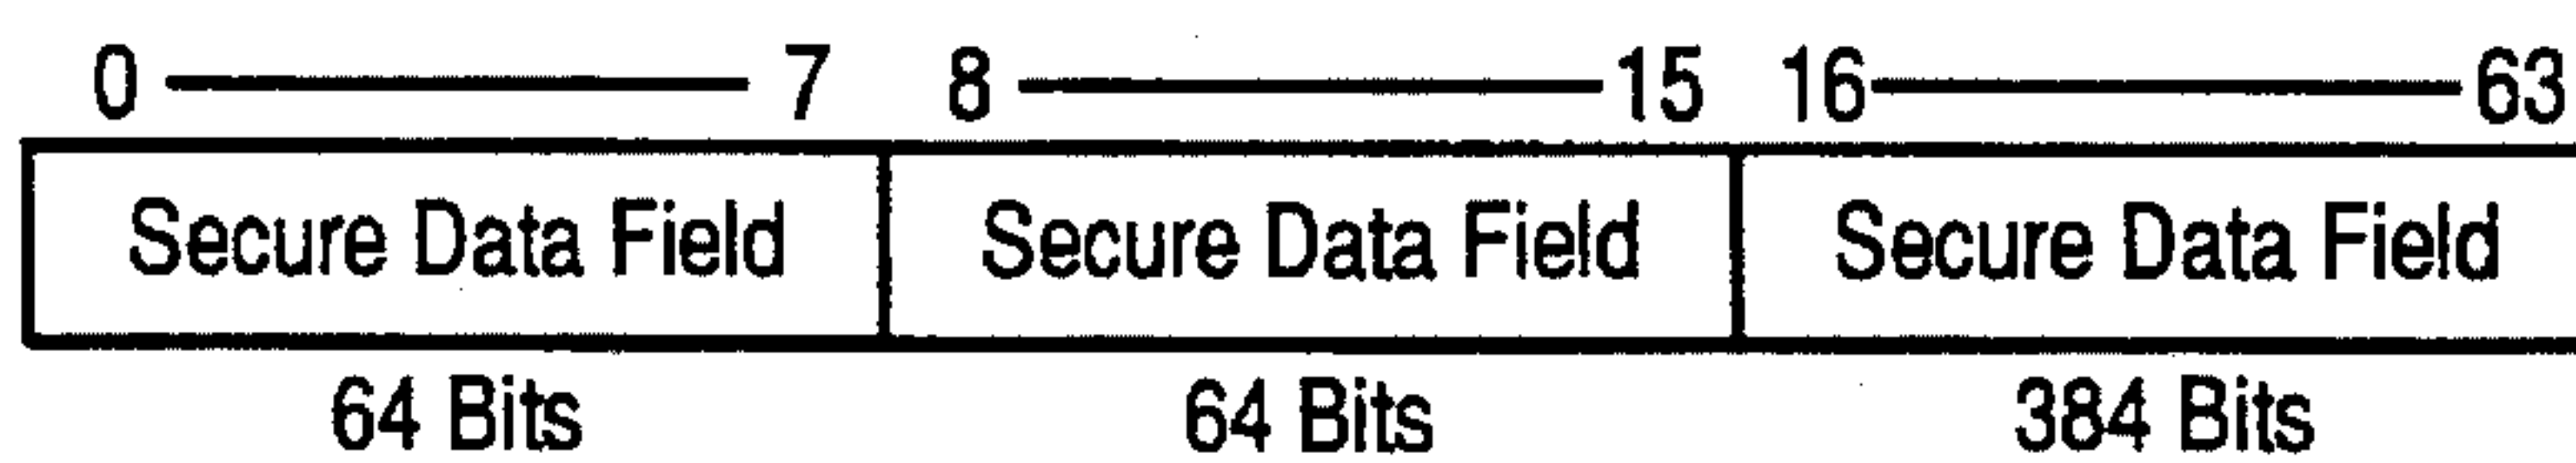 0 7 8 15 16 63
Secure Data Field Secure Data Field Secure Data Field
64 Bits 64 Bits 384 Bits